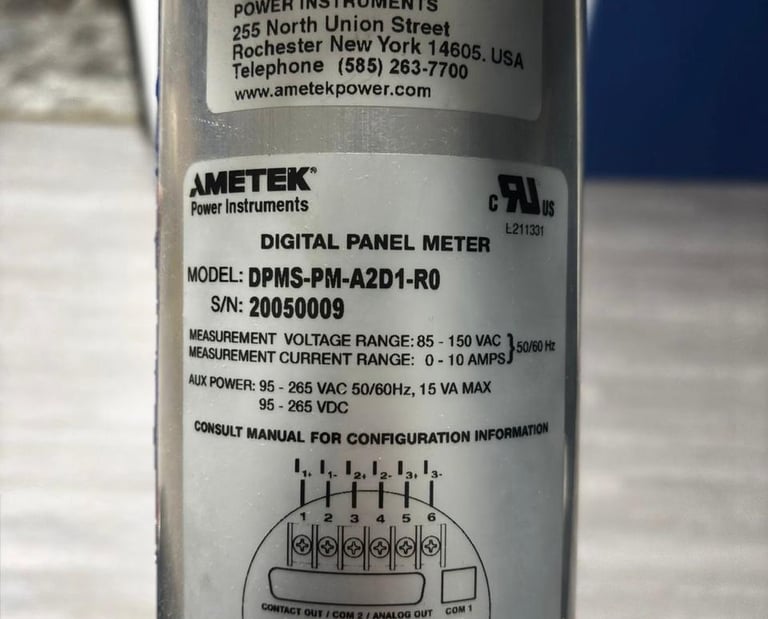 POWER INSTRUMENTS
255 North Union Street
Rochester New York 14605. USA
Telephone (585) 263-7700
www.ametekpower.com
AMETEK®
Power Instruments
C RU US
L211331
DIGITAL PANEL METER
MODEL: DPMS-PM-A2D1-R0
S/N: 20050009
MEASUREMENT VOLTAGE RANGE: 85 - 150 VAC
MEASUREMENT CURRENT RANGE: 0 - 10 AMPS
} 50/60 Hz
AUX POWER: 95 - 265 VAC 50/60Hz, 15 VA MAX
95 - 265 VDC
CONSULT MANUAL FOR CONFIGURATION INFORMATION
I1+ I1- I2+ I2- I3+ I3-
1 2 3 4 5 6
CONTACT OUT / COM 2 / ANALOG OUT COM 1